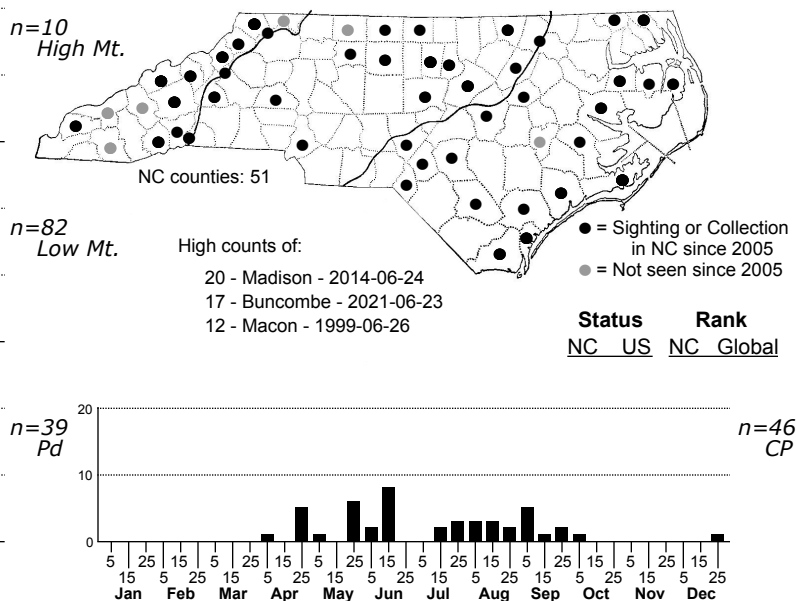 n=10
High Mt.
NC counties: 51
n=82
Low Mt.
High counts of:
20 - Madison - 2014-06-24
17 - Buncombe - 2021-06-23
12 - Macon - 1999-06-26
= Sighting or Collection
in NC since 2005
= Not seen since 2005
Status Rank
NC US NC Global
n=39
Pd
n=46
CP
20
10
0
5 25 15 5 25 15 5 25 15 5 25 15 5 25 15 5 25 15
15 5 25 15 5 25 15 5 25 15 5 25 15 5 25 15 5 25
Jan Feb Mar Apr May Jun Jul Aug Sep Oct Nov Dec